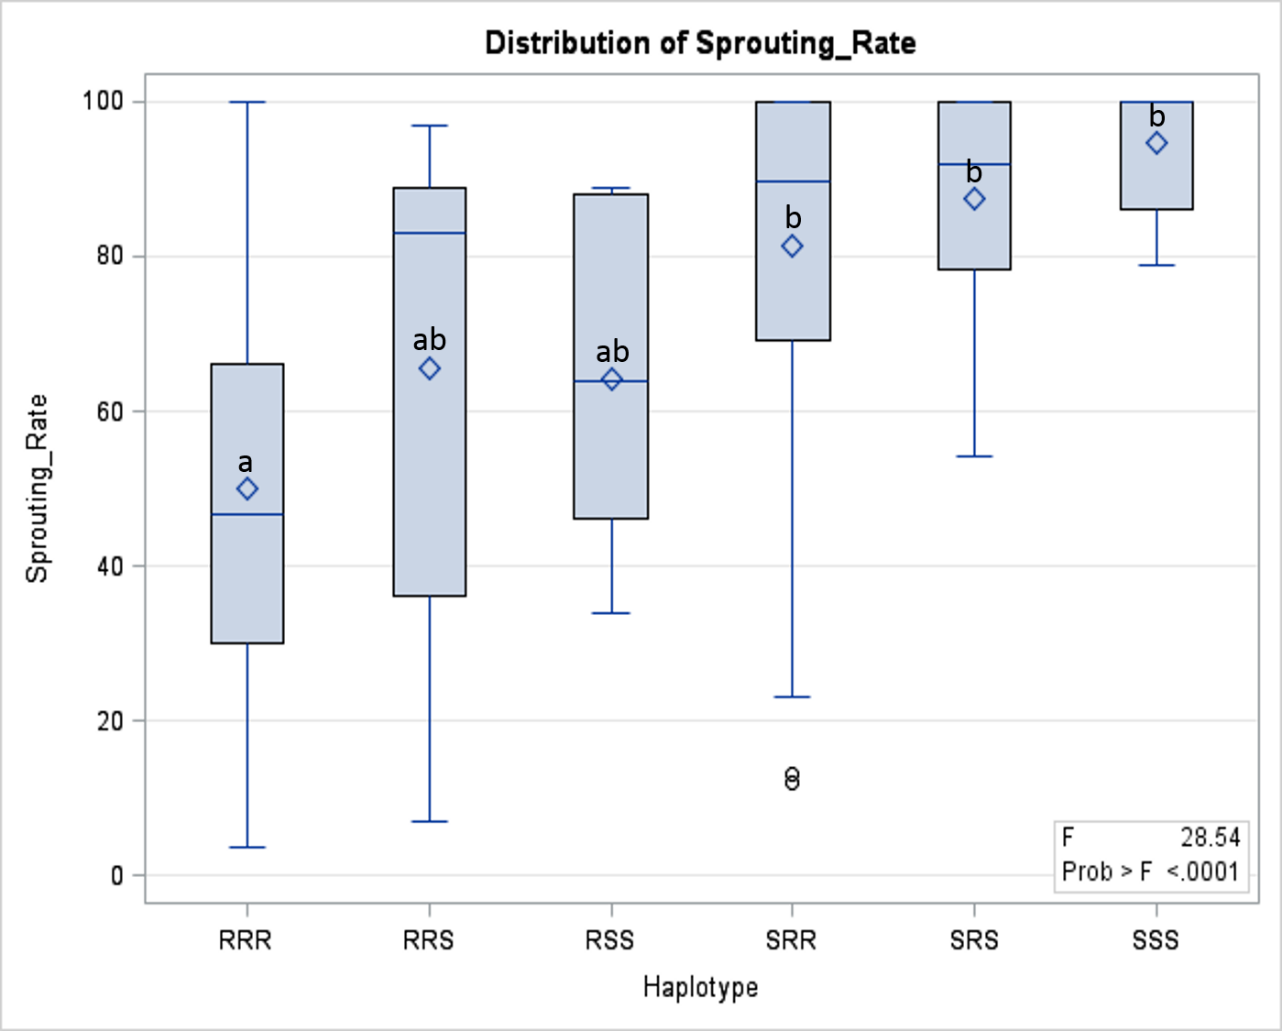 Distribution of Sprouting_Rate
Sprouting_Rate
100
80
60
40
20
0
a
ab
ab
b
b
b
F 28.54
Prob > F <.0001
RRR RRS RSS SRR SRS SSS
Haplotype